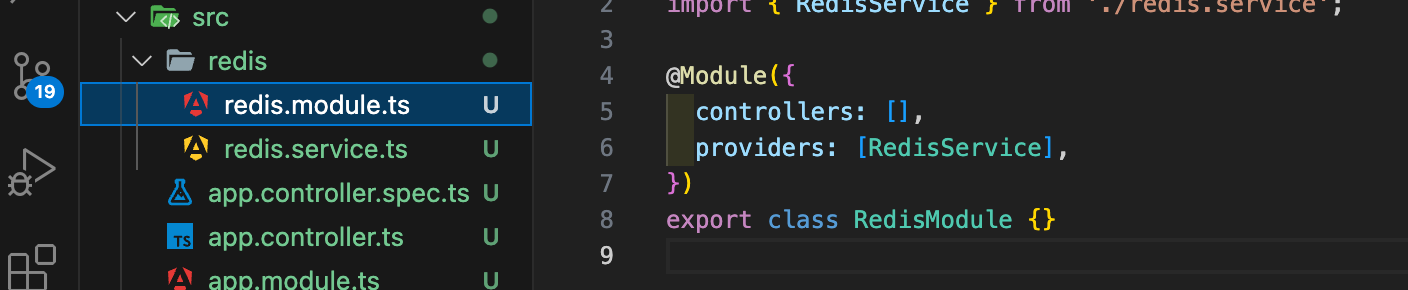 src
redis
19
redis.module.ts U
redis.service.ts U
app.controller.spec.ts U
TS app.controller.ts U
app.module.ts U
2 import { RedisService } from './redis.service';
3
4 @Module({
5 controllers: [],
6 providers: [RedisService],
7 })
8 export class RedisModule {}
9